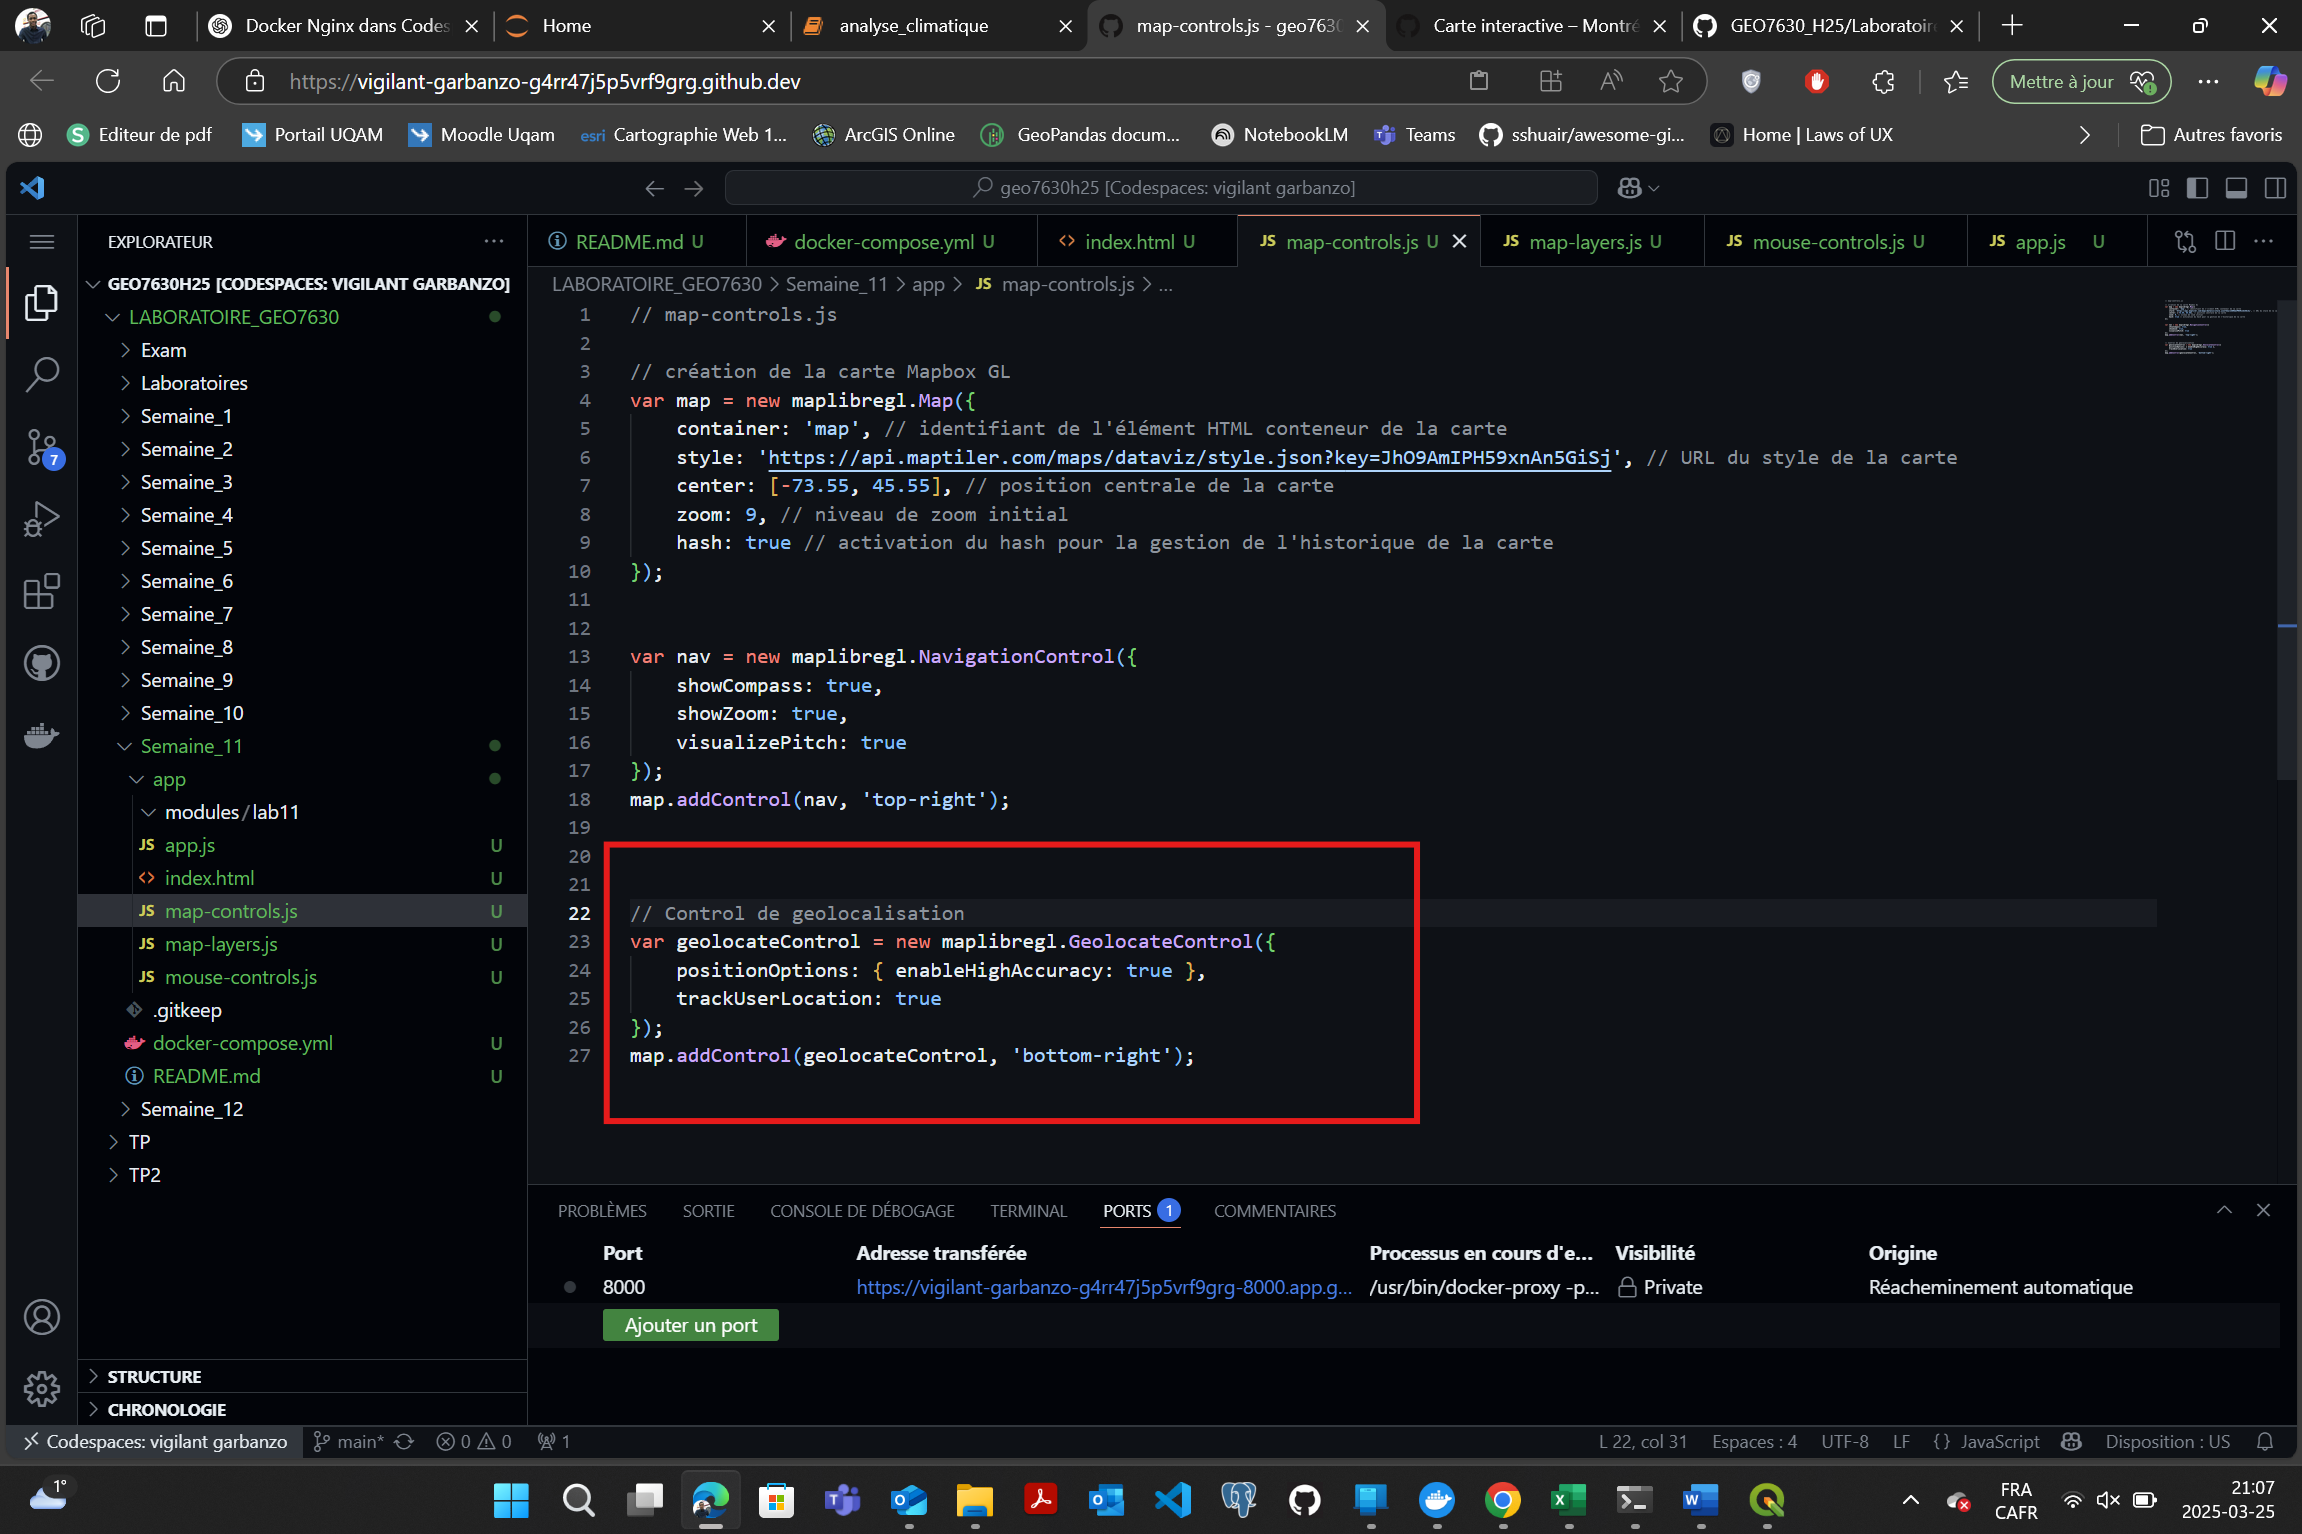 Docker Nginx dans Codes
Home
analyse_climatique
map-controls.js - geo7630
Carte interactive – Montré
GEO7630_H25/Laboratoir
https://vigilant-garbanzo-g4rr47j5p5vrf9grg.github.dev
Mettre à jour
Editeur de pdf
Portail UQAM
Moodle Uqam
esri Cartographie Web 1...
ArcGIS Online
GeoPandas docum...
NotebookLM
Teams
sshuair/awesome-gi...
Home | Laws of UX
Autres favoris
geo7630h25 [Codespaces: vigilant garbanzo]
EXPLORATEUR
README.md U
docker-compose.yml U
index.html U
JS map-controls.js U
JS map-layers.js U
JS mouse-controls.js U
JS app.js U
GEO7630H25 [CODESPACES: VIGILANT GARBANZO]
LABORATOIRE_GEO7630
Exam
Laboratoires
Semaine_1
Semaine_2
Semaine_3
Semaine_4
Semaine_5
Semaine_6
Semaine_7
Semaine_8
Semaine_9
Semaine_10
Semaine_11
app
modules/lab11
JS app.js U
index.html U
JS map-controls.js U
JS map-layers.js U
JS mouse-controls.js U
.gitkeep
docker-compose.yml U
README.md U
Semaine_12
TP
TP2
STRUCTURE
CHRONOLOGIE
7
LABORATOIRE_GEO7630 > Semaine_11 > app > JS map-controls.js > ...
1 // map-controls.js
2
3 // création de la carte Mapbox GL
4 var map = new maplibregl.Map({
5 container: 'map', // identifiant de l'élément HTML conteneur de la carte
6 style: 'https://api.maptiler.com/maps/dataviz/style.json?key=JhO9AmIPH59xnAn5GiSj', // URL du style de la carte
7 center: [-73.55, 45.55], // position centrale de la carte
8 zoom: 9, // niveau de zoom initial
9 hash: true // activation du hash pour la gestion de l'historique de la carte
10 });
11
12
13 var nav = new maplibregl.NavigationControl({
14 showCompass: true,
15 showZoom: true,
16 visualizePitch: true
17 });
18 map.addControl(nav, 'top-right');
19
20
21
22 // Control de geolocalisation
23 var geolocateControl = new maplibregl.GeolocateControl({
24 positionOptions: { enableHighAccuracy: true },
25 trackUserLocation: true
26 });
27 map.addControl(geolocateControl, 'bottom-right');
PROBLÈMES SORTIE CONSOLE DE DÉBOGAGE TERMINAL PORTS 1 COMMENTAIRES
Port Adresse transférée Processus en cours d'e... Visibilité Origine
8000 https://vigilant-garbanzo-g4rr47j5p5vrf9grg-8000.app.g... /usr/bin/docker-proxy -p... Private Réacheminement automatique
Ajouter un port
Codespaces: vigilant garbanzo main* 0 0 1 L 22, col 31 Espaces : 4 UTF-8 LF {} JavaScript Disposition : US
1°
FRA
CAFR
21:07
2025-03-25